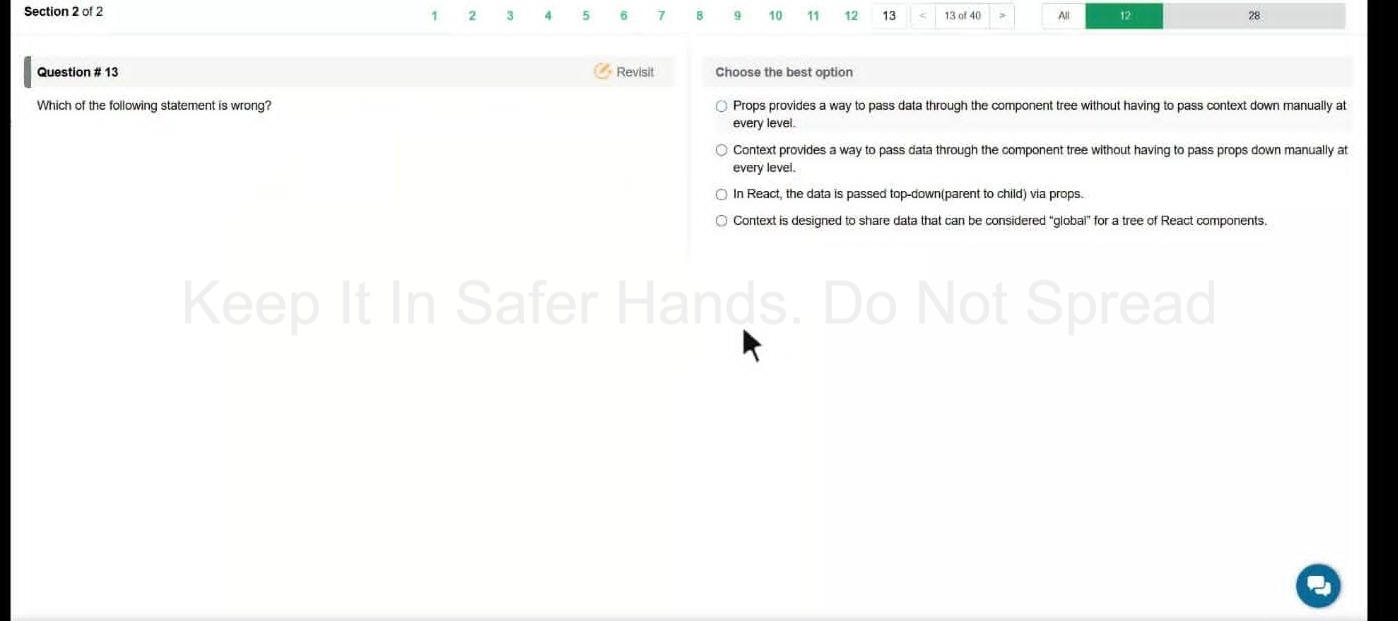 Section 2 of 2
1 2 3 4 5 6 7 8 9 10 11 12 13 < 13 of 40 > All 12 28
Question # 13
Revisit
Which of the following statement is wrong?
Choose the best option
Props provides a way to pass data through the component tree without having to pass context down manually at
every level.
Context provides a way to pass data through the component tree without having to pass props down manually at
every level.
In React, the data is passed top-down(parent to child) via props.
Context is designed to share data that can be considered "global" for a tree of React components.
Keep It In Safer Hands. Do Not Spread